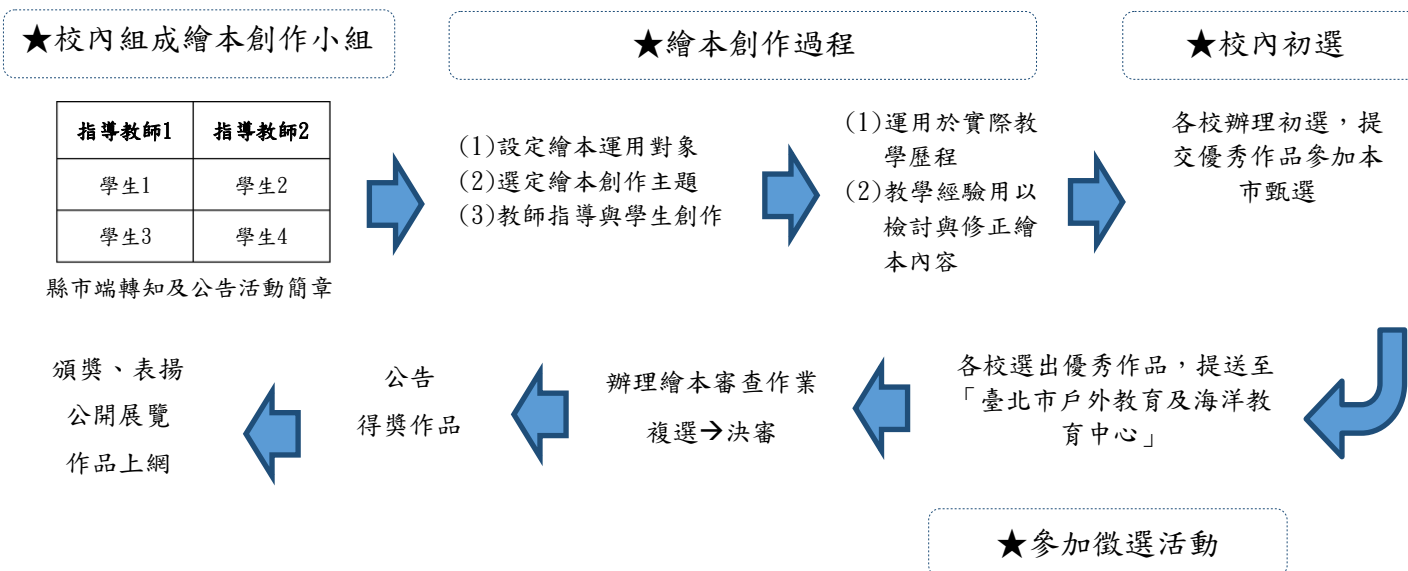 ★校內組成繪本創作小組
指導教師1 指導教師2
學生1 學生2
學生3 學生4
縣市端轉知及公告活動簡章
★繪本創作過程
(1)設定繪本運用對象
(2)選定繪本創作主題
(3)教師指導與學生創作
(1)運用於實際教
學歷程
(2)教學經驗用以
檢討與修正繪
本內容
★校內初選
各校辦理初選，提
交優秀作品參加本
市甄選
各校選出優秀作品，提送至
「臺北市戶外教育及海洋教
育中心」
辦理繪本審查作業
複選→決審
公告
得獎作品
頒獎、表揚
公開展覽
作品上網
★參加徵選活動